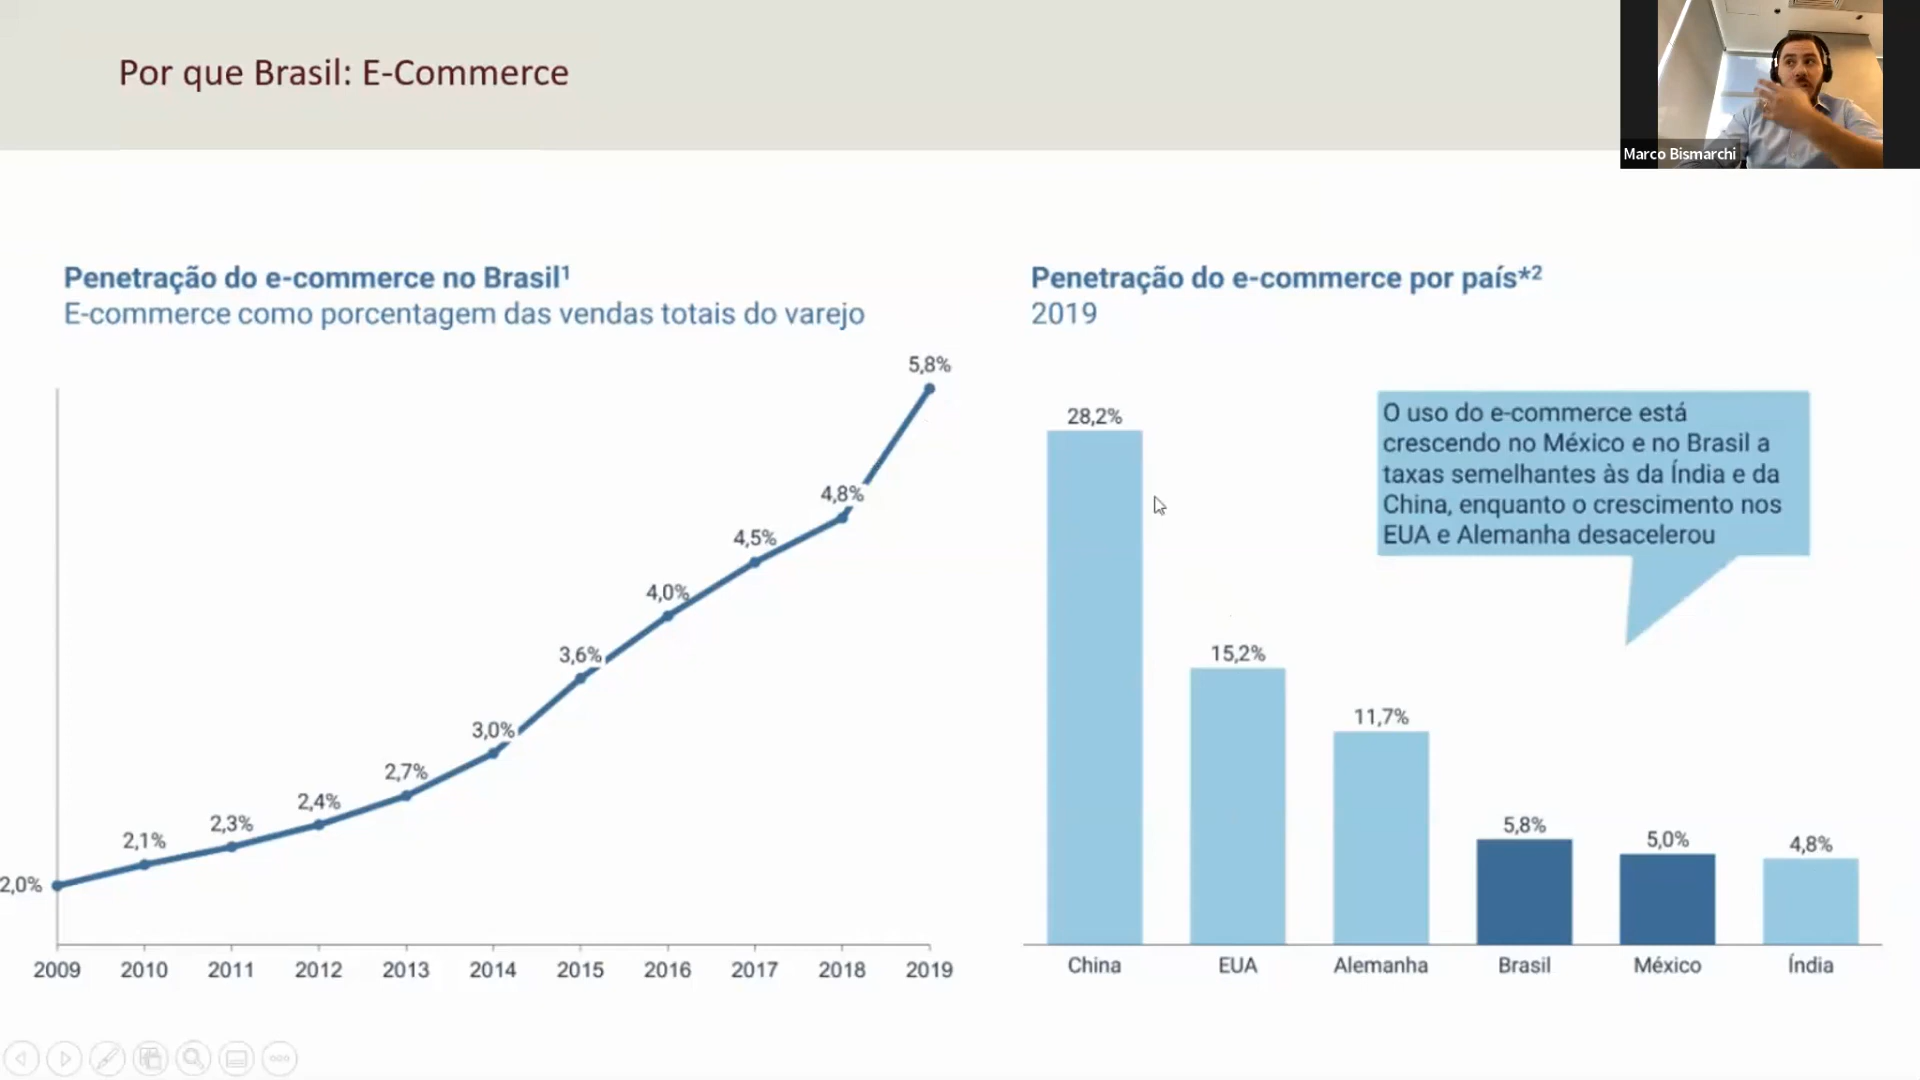 Por que Brasil: E-Commerce
Marco Bismarchi
Penetração do e-commerce no Brasil¹
E-commerce como porcentagem das vendas totais do varejo
2,0%
2,1%
2,3%
2,4%
2,7%
3,0%
3,6%
4,0%
4,5%
4,8%
5,8%
2009 2010 2011 2012 2013 2014 2015 2016 2017 2018 2019
Penetração do e-commerce por país*²
2019
O uso do e-commerce está
crescendo no México e no Brasil a
taxas semelhantes às da Índia e da
China, enquanto o crescimento nos
EUA e Alemanha desacelerou
28,2%
15,2%
11,7%
5,8%
5,0%
4,8%
China EUA Alemanha Brasil México Índia